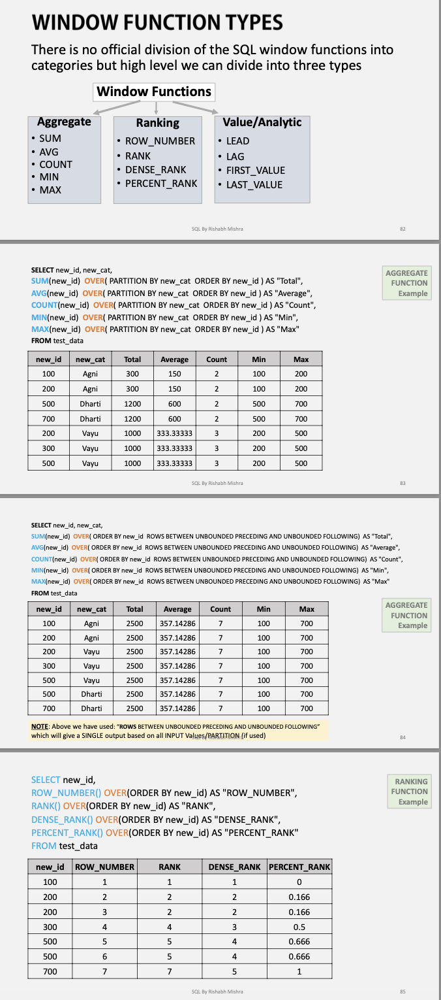 WINDOW FUNCTION TYPES
There is no official division of the SQL window functions into
categories but high level we can divide into three types
Window Functions
Aggregate
• SUM
• AVG
• COUNT
• MIN
• MAX
Ranking
• ROW_NUMBER
• RANK
• DENSE_RANK
• PERCENT_RANK
Value/Analytic
• LEAD
• LAG
• FIRST_VALUE
• LAST_VALUE
SQL By Rishabh Mishra 82
SELECT new_id, new_cat,
SUM(new_id) OVER( PARTITION BY new_cat ORDER BY new_id ) AS "Total",
AVG(new_id) OVER( PARTITION BY new_cat ORDER BY new_id ) AS "Average",
COUNT(new_id) OVER( PARTITION BY new_cat ORDER BY new_id ) AS "Count",
MIN(new_id) OVER( PARTITION BY new_cat ORDER BY new_id ) AS "Min",
MAX(new_id) OVER( PARTITION BY new_cat ORDER BY new_id ) AS "Max"
FROM test_data
AGGREGATE
FUNCTION
Example
new_id new_cat Total Average Count Min Max
100 Agni 300 150 2 100 200
200 Agni 300 150 2 100 200
500 Dharti 1200 600 2 500 700
700 Dharti 1200 600 2 500 700
200 Vayu 1000 333.33333 3 200 500
300 Vayu 1000 333.33333 3 200 500
500 Vayu 1000 333.33333 3 200 500
SQL By Rishabh Mishra 83
SELECT new_id, new_cat,
SUM(new_id) OVER( ORDER BY new_id ROWS BETWEEN UNBOUNDED PRECEDING AND UNBOUNDED FOLLOWING) AS "Total",
AVG(new_id) OVER( ORDER BY new_id ROWS BETWEEN UNBOUNDED PRECEDING AND UNBOUNDED FOLLOWING) AS "Average",
COUNT(new_id) OVER( ORDER BY new_id ROWS BETWEEN UNBOUNDED PRECEDING AND UNBOUNDED FOLLOWING) AS "Count",
MIN(new_id) OVER( ORDER BY new_id ROWS BETWEEN UNBOUNDED PRECEDING AND UNBOUNDED FOLLOWING) AS "Min",
MAX(new_id) OVER( ORDER BY new_id ROWS BETWEEN UNBOUNDED PRECEDING AND UNBOUNDED FOLLOWING) AS "Max"
FROM test_data
AGGREGATE
FUNCTION
Example
new_id new_cat Total Average Count Min Max
100 Agni 2500 357.14286 7 100 700
200 Agni 2500 357.14286 7 100 700
200 Vayu 2500 357.14286 7 100 700
300 Vayu 2500 357.14286 7 100 700
500 Vayu 2500 357.14286 7 100 700
500 Dharti 2500 357.14286 7 100 700
700 Dharti 2500 357.14286 7 100 700
NOTE: Above we have used: “ROWS BETWEEN UNBOUNDED PRECEDING AND UNBOUNDED FOLLOWING”
which will give a SINGLE output based on all INPUT Values/PARTITION (if used)
SQL By Rishabh Mishra 84
SELECT new_id,
ROW_NUMBER() OVER(ORDER BY new_id) AS "ROW_NUMBER",
RANK() OVER(ORDER BY new_id) AS "RANK",
DENSE_RANK() OVER(ORDER BY new_id) AS "DENSE_RANK",
PERCENT_RANK() OVER(ORDER BY new_id) AS "PERCENT_RANK"
FROM test_data
RANKING
FUNCTION
Example
new_id ROW_NUMBER RANK DENSE_RANK PERCENT_RANK
100 1 1 1 0
200 2 2 2 0.166
200 3 2 2 0.166
300 4 4 3 0.5
500 5 5 4 0.666
500 6 5 4 0.666
700 7 7 5 1
SQL By Rishabh Mishra 85